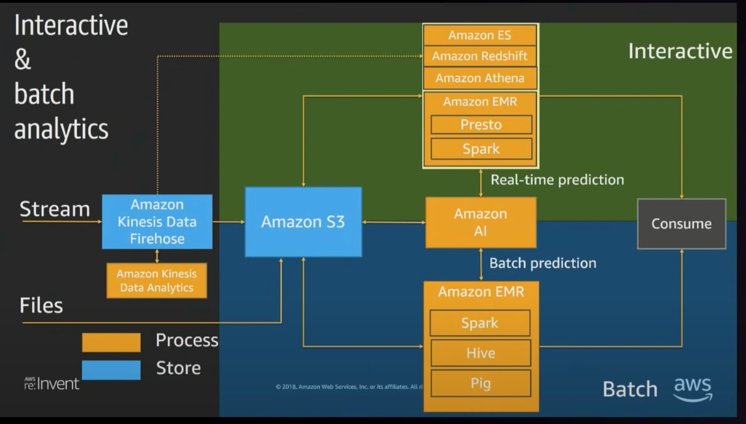 Interactive
&
batch
analytics
Amazon ES
Amazon Redshift
Amazon Athena
Amazon EMR
Presto
Spark
Interactive
Real-time prediction
Stream
Amazon
Kinesis Data
Firehose
Amazon S3
Amazon
AI
Consume
Amazon Kinesis
Data Analytics
Batch prediction
Files
Amazon EMR
Spark
Hive
Pig
Process
Store
AWS
re:Invent
© 2018, Amazon Web Services, Inc. or its affiliates. All
Batch
aws